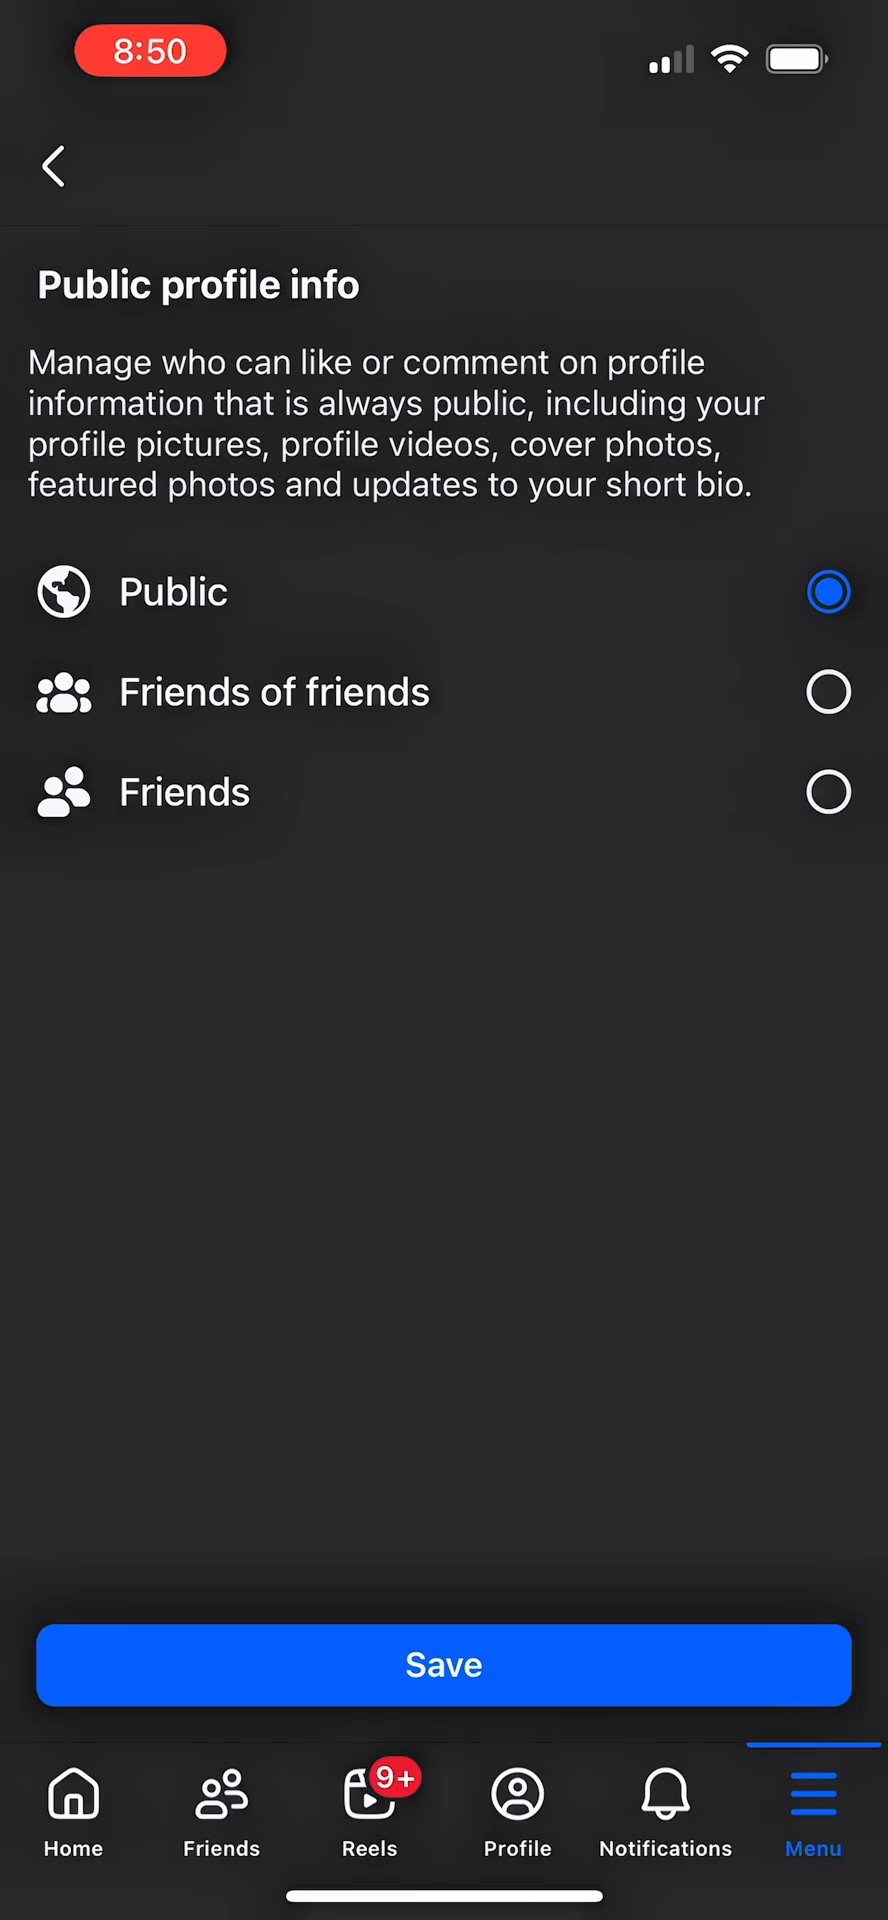 8:50
Public profile info
Manage who can like or comment on profile
information that is always public, including your
profile pictures, profile videos, cover photos,
featured photos and updates to your short bio.
Public
Friends of friends
Friends
Save
9+
Home
Friends
Reels
Profile
Notifications
Menu